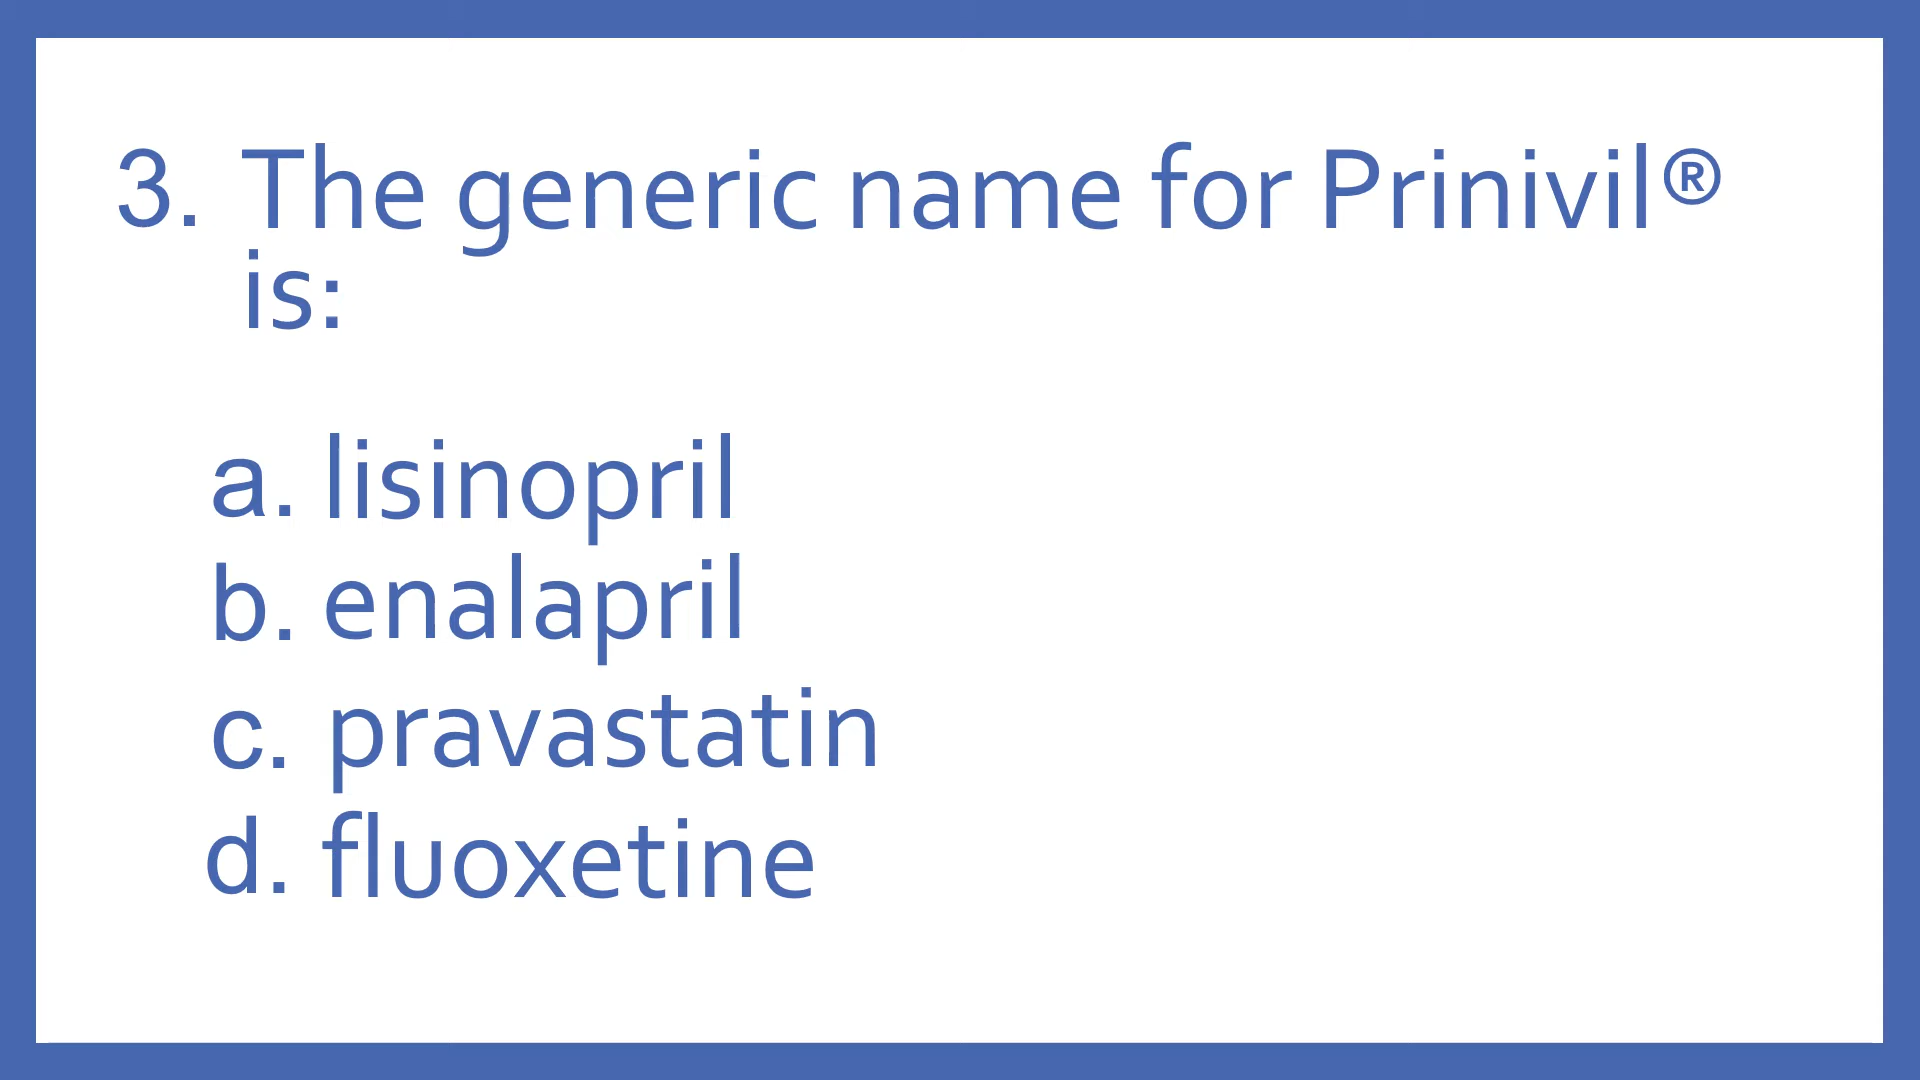 3. The generic name for Prinivil®
is:
a. lisinopril
b. enalapril
c. pravastatin
d. fluoxetine